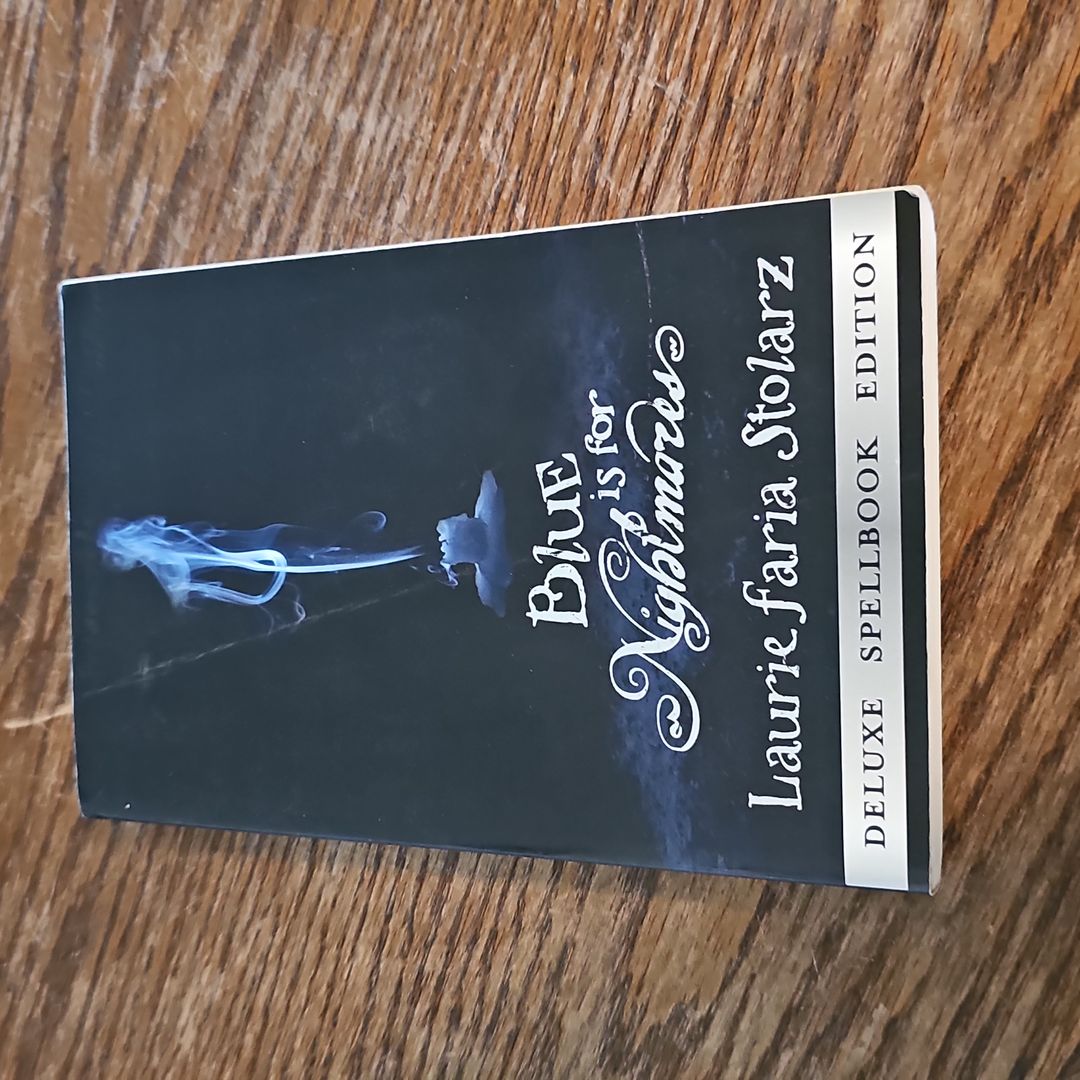 Blue
is for
Nightmares
Laurie Faria Stolarz
DELUXE SPELLBOOK EDITION